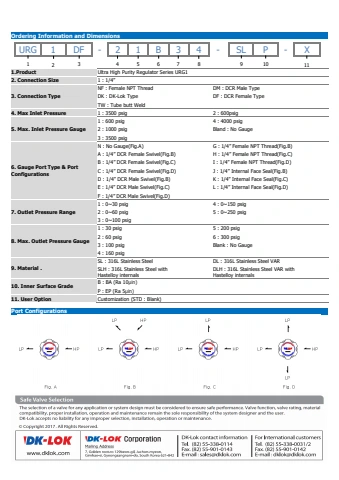 Ordering Information and Dimensions
URG 1 DF - 2 1 B 3 4 - SL P - X
1 2 3 4 5 6 7 8 9 10 11
1.Product Ultra High Purity Regulator Series URG1
2. Connection Size 1 : 1/4"
3. Connection Type
NF : Female NPT Thread DM : DCR Male Type
DK : DK-Lok Type DF : DCR Female Type
TW : Tube butt Weld
4. Max Inlet Pressure 1 : 3500 psig 2 : 600psig
5. Max. Inlet Pressure Gauge
1 : 600 psig 4 : 4000 psig
2 : 1000 psig Bland : No Gauge
3 : 3500 psig
6. Gauge Port Type & Port Configurations
N : No Gauge(Fig.A) G : 1/4" Female NPT Thread(Fig.B)
A : 1/4" DCR Female Swivel(Fig.B) H : 1/4" Female NPT Thread(Fig.C)
B : 1/4" DCR Female Swivel(Fig.C) I : 1/4" Female NPT Thread(Fig.D)
C : 1/4" DCR Female Swivel(Fig.D) J : 1/4" Internal Face Seal(Fig.B)
D : 1/4" DCR Male Swivel(Fig.B) K : 1/4" Internal Face Seal(Fig.C)
E : 1/4" DCR Male Swivel(Fig.C) L : 1/4" Internal Face Seal(Fig.D)
F : 1/4" DCR Male Swivel(Fig.D)
7. Outlet Pressure Range
1 : 0~30 psig 4 : 0~150 psig
2 : 0~60 psig 5 : 0~250 psig
3 : 0~100 psig
8. Max. Outlet Pressure Gauge
1 : 30 psig 5 : 200 psig
2 : 60 psig 6 : 300 psig
3 : 100 psig Blank : No Gauge
4 : 160 psig
9. Material .
SL : 316L Stainless Steel DL : 316L Stainless Steel VAR
SLH : 316L Stainless Steel with DLH : 316L Stainless Steel VAR with
Hastelloy internals Hastelloy internals
10. Inner Surface Grade
B : BA (Ra 10μin)
P : EP (Ra 5μin)
11. User Option Customization (STD : Blank)
Port Configurations
LP HP LP LP
LP HP LP HP LP HP LP HP
LP
Fig. A Fig. B Fig. C Fig. D
Safe Valve Selection
The selection of a valve for any application or system design must be considered to ensure safe performance. Valve function, valve rating, material
compatibility, proper installation, operation and maintenance remain the sole responsibility of the system designer and the user.
DK-Lok accepts no liability for any improper selection, installation, operation or maintenance.
© Copyright 2017. All Rights Reserved.
DK-LOK
www.dklok.com
DK-LOK Corporation
Mailing Address
DK-Lok contact information
Tel. (82) 55-338-0114
Fax. (82) 55-901-0143
E-mail : sales@dklok.com
For International customers
Tel. (82) 55-338-0031/2
Fax. (82) 55-901-0142
E-mail : dklok@dklok.com